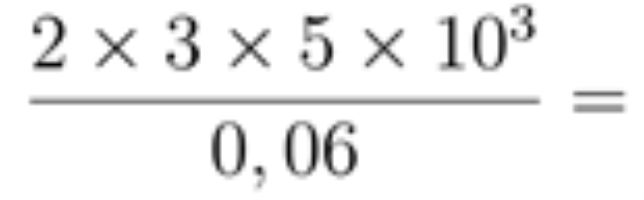 2 × 3 × 5 × 10³
0, 06
=